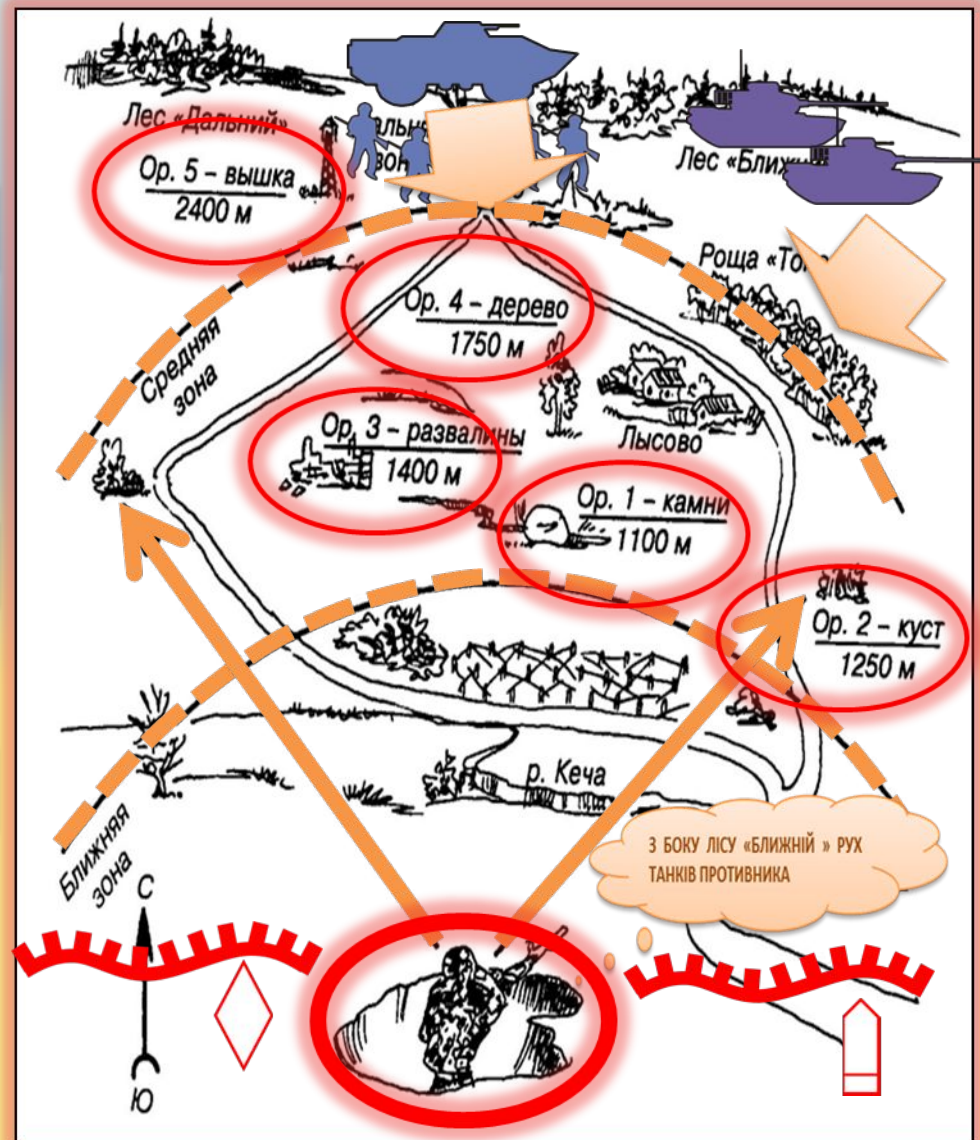 Лес «Дальний»
Лес «Ближн
Ор. 5 – вышка
2400 м
Роща «То
Ор. 4 – дерево
1750 м
Средняя
зона
Лысово
Ор. 3 – развалины
1400 м
Ор. 1 – камни
1100 м
Ор. 2 – куст
1250 м
р. Кеча
Ближняя
зона
З БОКУ ЛІСУ «БЛИЖНІЙ » РУХ
ТАНКІВ ПРОТИВНИКА
С
Ю